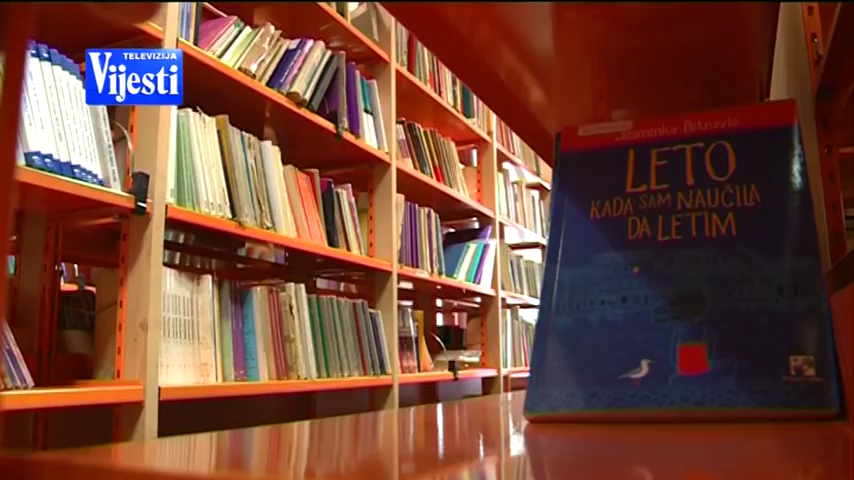 TELEVIZIJA
Vijesti
Jasminka Petrović
LETO
KADA SAM
NAUČILA
DA LETIM